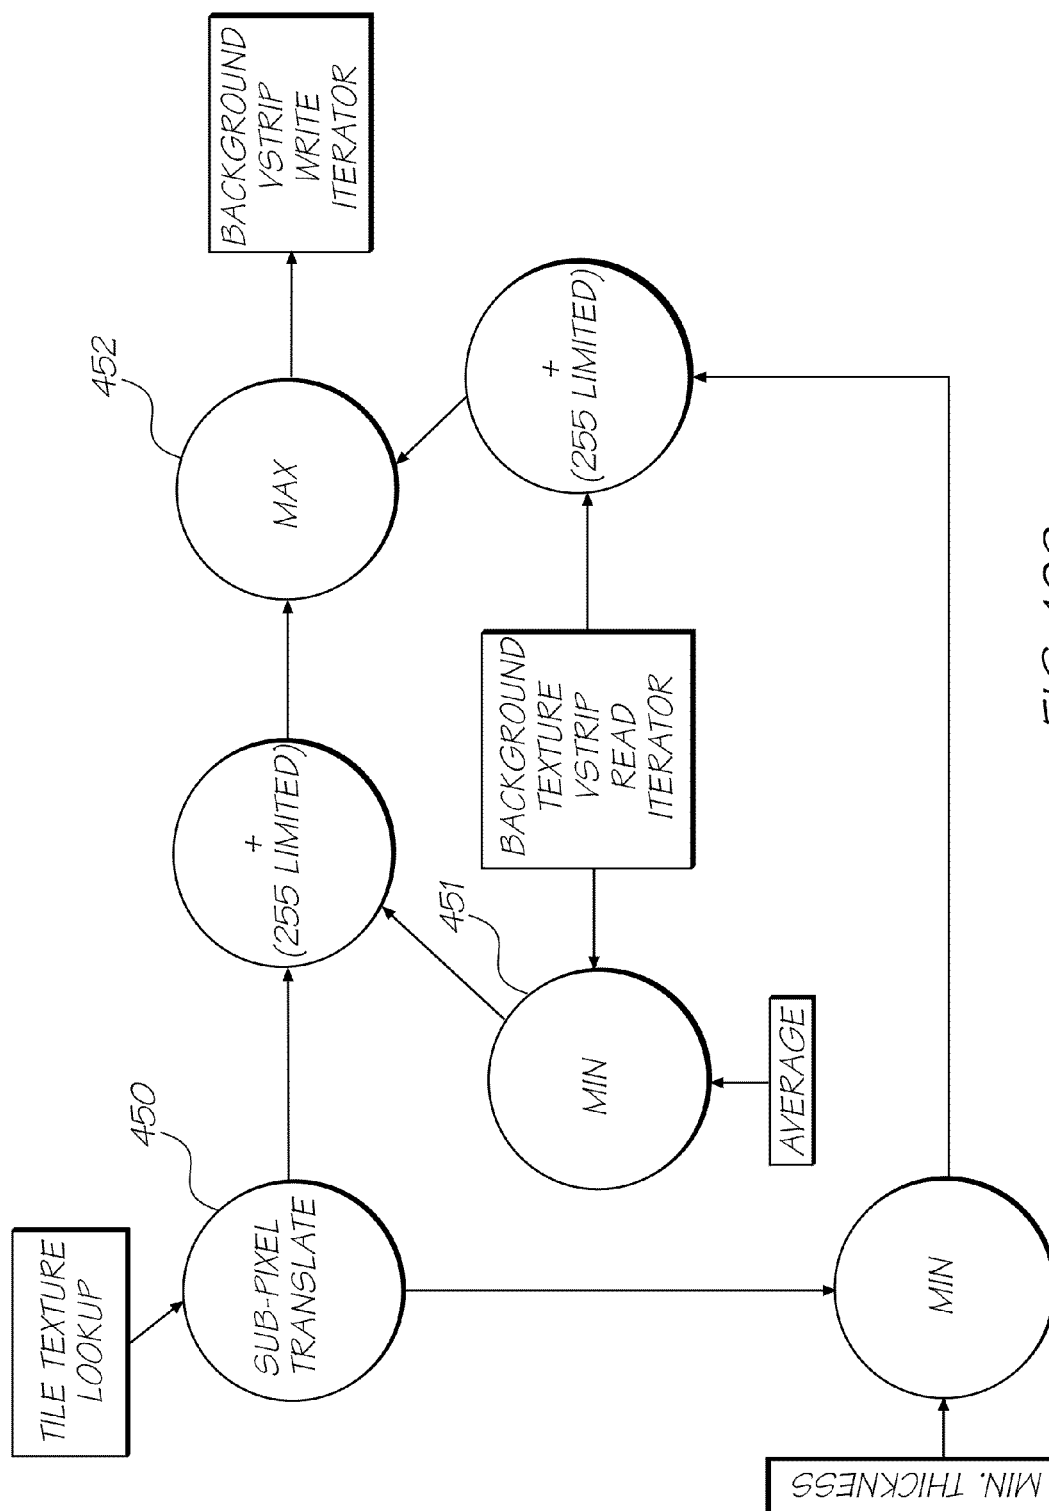 TILE TEXTURE
LOOKUP
450
SUB-PIXEL
TRANSLATE
+
(255 LIMITED)
452
MAX
BACKGROUND
VSTRIP
WRITE
ITERATOR
451
MIN
AVERAGE
BACKGROUND
TEXTURE
VSTRIP
READ
ITERATOR
+
(255 LIMITED)
MIN. THICKNESS
MIN